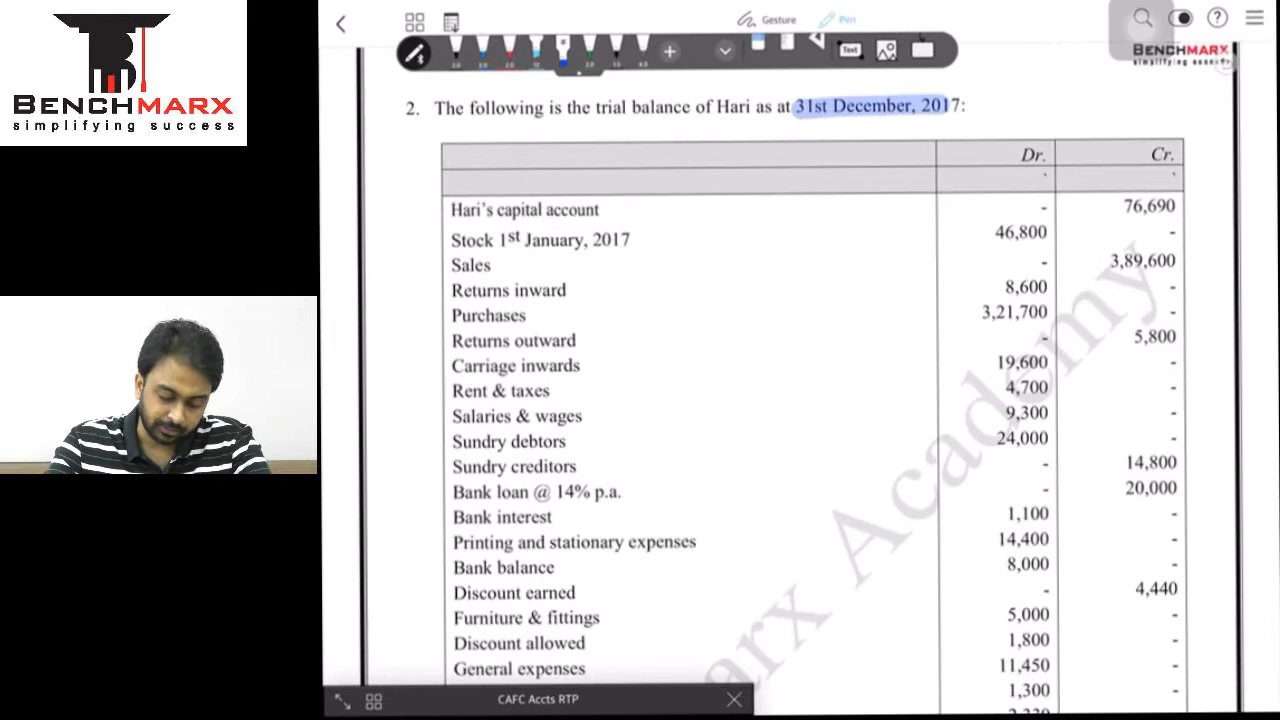 BENCHMARX
simplifying success
Gesture
Pen
Text
BENCHMARX
2. The following is the trial balance of Hari as at 31st December, 2017:
Dr. Cr.
Hari's capital account - 76,690
Stock 1st January, 2017 46,800 -
Sales - 3,89,600
Returns inward 8,600 -
Purchases 3,21,700 -
Returns outward - 5,800
Carriage inwards 19,600 -
Rent & taxes 4,700 -
Salaries & wages 9,300 -
Sundry debtors 24,000 -
Sundry creditors - 14,800
Bank loan @ 14% p.a. - 20,000
Bank interest 1,100 -
Printing and stationary expenses 14,400 -
Bank balance 8,000 -
Discount earned - 4,440
Furniture & fittings 5,000 -
Discount allowed 1,800 -
General expenses 11,450 -
1,300 -
arx Academy
CAFC Accts RTP